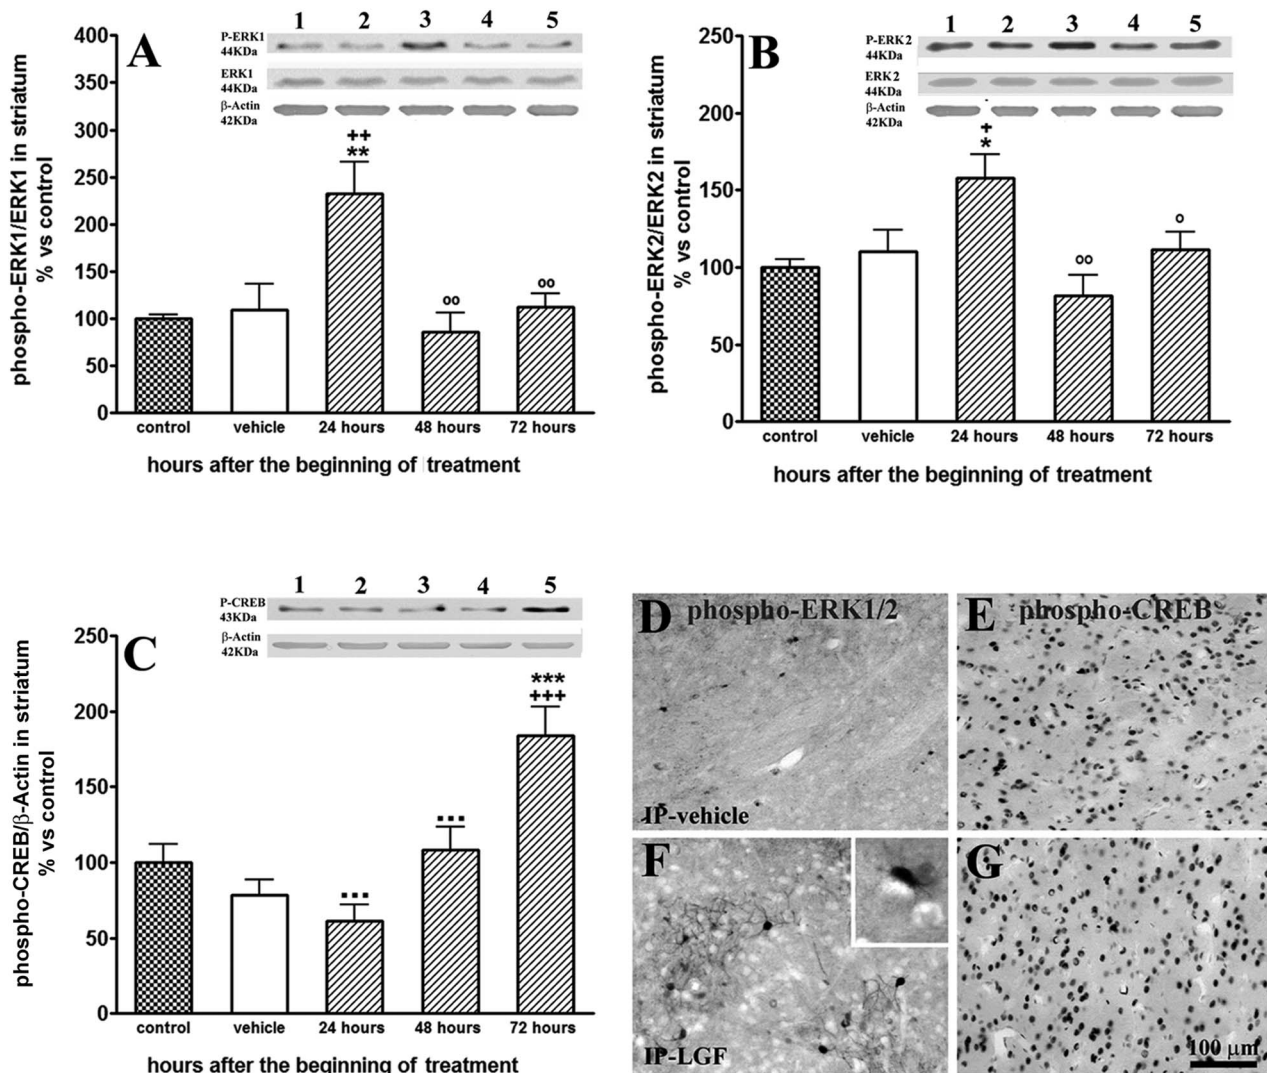 A
1 2 3 4 5
P-ERK1
44KDa
ERK1
44KDa
β-Actin
42KDa
phospho-ERK1/ERK1 in striatum
% vs control
400
350
300
250
200
150
100
50
0
++
**
oo
oo
control vehicle 24 hours 48 hours 72 hours
hours after the beginning of treatment
B
1 2 3 4 5
P-ERK2
44KDa
ERK2
44KDa
β-Actin
42KDa
phospho-ERK2/ERK2 in striatum
% vs control
250
200
150
100
50
0
+
*
oo
o
control vehicle 24 hours 48 hours 72 hours
hours after the beginning of treatment
C
1 2 3 4 5
P-CREB
43KDa
β-Actin
42KDa
phospho-CREB/β-Actin in striatum
% vs control
250
200
150
100
50
0
▪▪▪
▪▪▪
***
+++
control vehicle 24 hours 48 hours 72 hours
hours after the beginning of treatment
D phospho-ERK1/2
IP-vehicle
E phospho-CREB
F
IP-LGF
G
100 μm